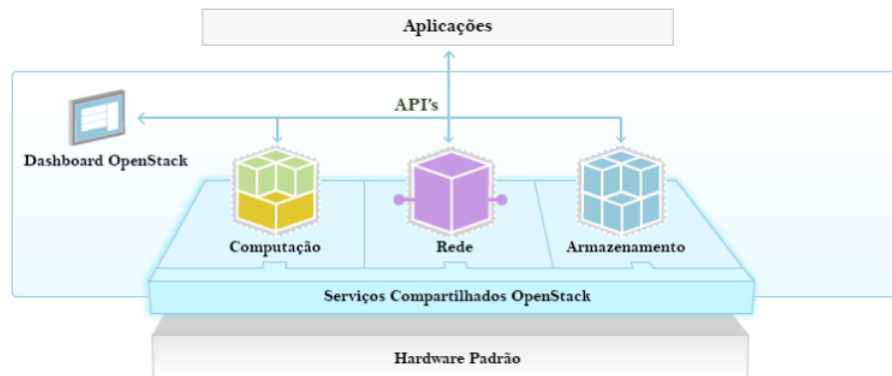 Aplicações
API's
Dashboard OpenStack
Computação
Rede
Armazenamento
Serviços Compartilhados OpenStack
Hardware Padrão